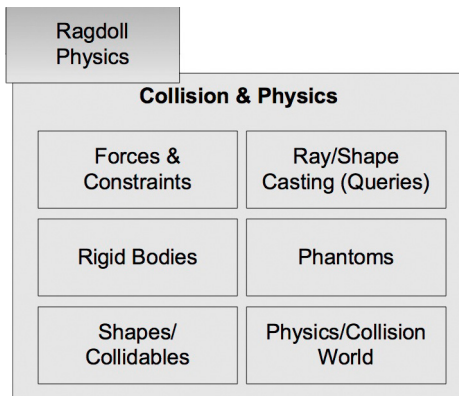 Ragdoll
Physics
Collision & Physics
Forces &
Constraints
Ray/Shape
Casting (Queries)
Rigid Bodies
Phantoms
Shapes/
Collidables
Physics/Collision
World